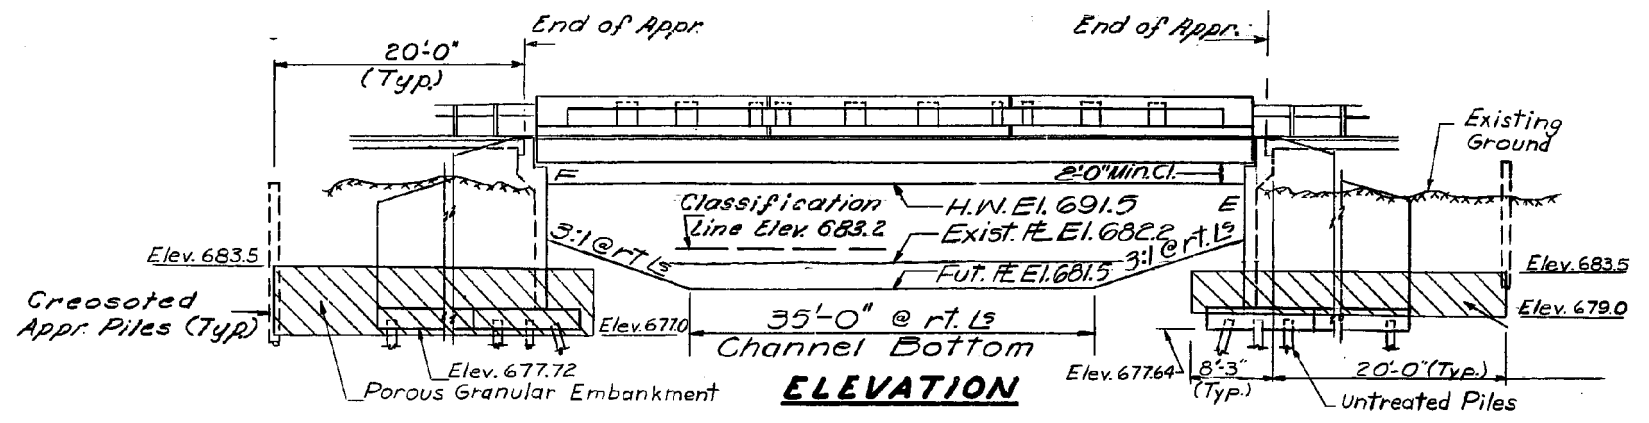 End of Appr.
End of Appr.
20'-0"
(Typ.)
Existing
Ground
F
2'-0" Min. Cl.
E
Classification
Line Elev. 683.2
H.W. El. 691.5
Exist. ℄ El. 682.2
Fut. ℄ El. 681.5
3:1 @ rt. Ls
3:1 @ rt. Ls
Elev. 683.5
Elev. 683.5
Creosoted
Appr. Piles (Typ)
Elev. 677.0
Elev. 679.0
35'-0" @ rt. Ls
Channel Bottom
Elev. 677.72
Porous Granular Embankment
ELEVATION
Elev. 677.64
8'-3"
(Typ.)
20'-0" (Typ.)
Untreated Piles